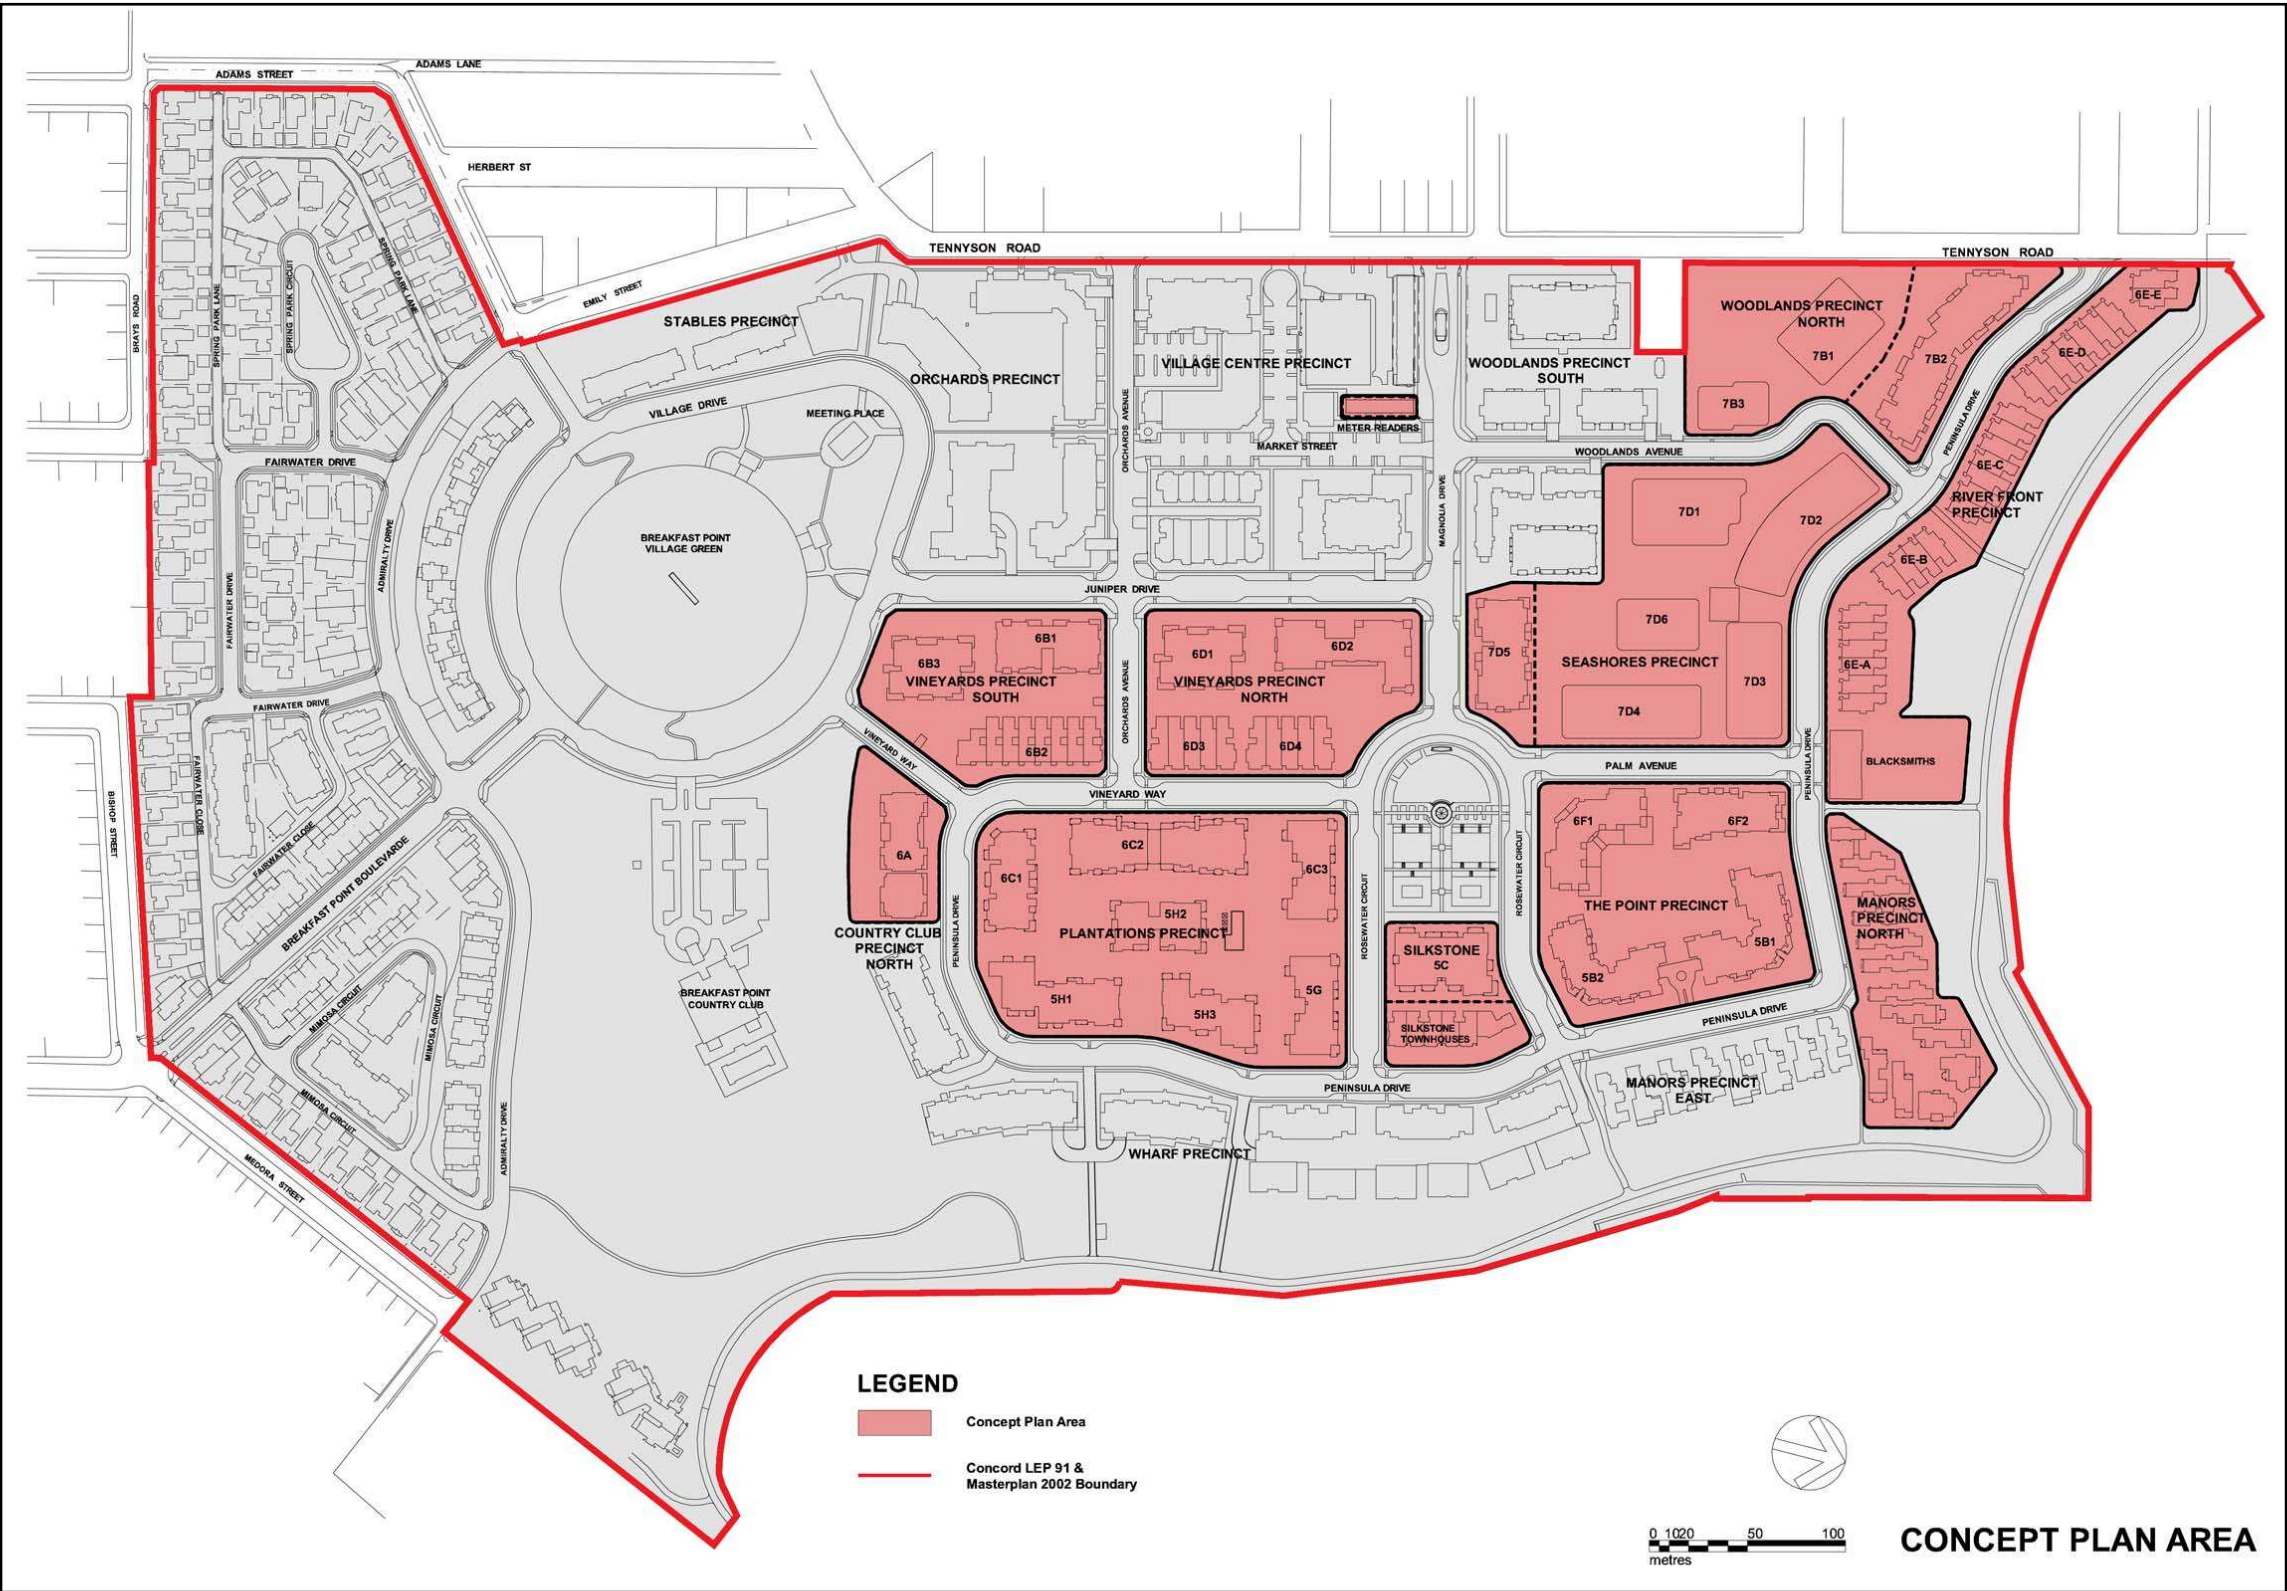 ADAMS LANE
ADAMS STREET
HERBERT ST
TENNYSON ROAD
TENNYSON ROAD
EMILY STREET
BRAYS ROAD
SPRING PARK LANE
SPRING PARK CIRCUIT
SPRING PARK LANE
STABLES PRECINCT
WOODLANDS PRECINCT
NORTH
7B1
7B2
7B3
6E-E
6E-D
6E-C
6E-B
6E-A
ORCHARDS PRECINCT
VILLAGE CENTRE PRECINCT
WOODLANDS PRECINCT
SOUTH
VILLAGE DRIVE
MEETING PLACE
ORCHARDS AVENUE
METER READERS
MARKET STREET
WOODLANDS AVENUE
PENINSULA DRIVE
FAIRWATER DRIVE
ADMIRALTY DRIVE
FAIRWATER DRIVE
BREAKFAST POINT
VILLAGE GREEN
MAGNOLIA DRIVE
7D1
7D2
RIVER FRONT
PRECINCT
JUNIPER DRIVE
6B1
6B3
VINEYARDS PRECINCT
SOUTH
6B2
ORCHARDS AVENUE
6D1
6D2
VINEYARDS PRECINCT
NORTH
6D3
6D4
7D5
7D6
SEASHORES PRECINCT
7D3
7D4
FAIRWATER DRIVE
VINEYARD WAY
PENINSULA DRIVE
PALM AVENUE
BLACKSMITHS
BISHOP STREET
FAIRWATER CLOSE
FAIRWATER CLOSE
BREAKFAST POINT BOULEVARDE
VINEYARD WAY
6A
COUNTRY CLUB
PRECINCT
NORTH
PENINSULA DRIVE
6C1
6C2
6C3
5H2
PLANTATIONS PRECINCT
5H1
5H3
5G
ROSEWATER CIRCUIT
ROSEWATER CIRCUIT
6F1
6F2
THE POINT PRECINCT
5B1
5B2
MANORS
PRECINCT
NORTH
SILKSTONE
5C
SILKSTONE
TOWNHOUSES
PENINSULA DRIVE
BREAKFAST POINT
COUNTRY CLUB
MIMOSA CIRCUIT
MIMOSA CIRCUIT
MIMOSA CIRCUIT
ADMIRALTY DRIVE
MEDORA STREET
PENINSULA DRIVE
MANORS PRECINCT
EAST
WHARF PRECINCT
LEGEND
Concept Plan Area
Concord LEP 91 &
Masterplan 2002 Boundary
0 1020 50 100
metres
CONCEPT PLAN AREA